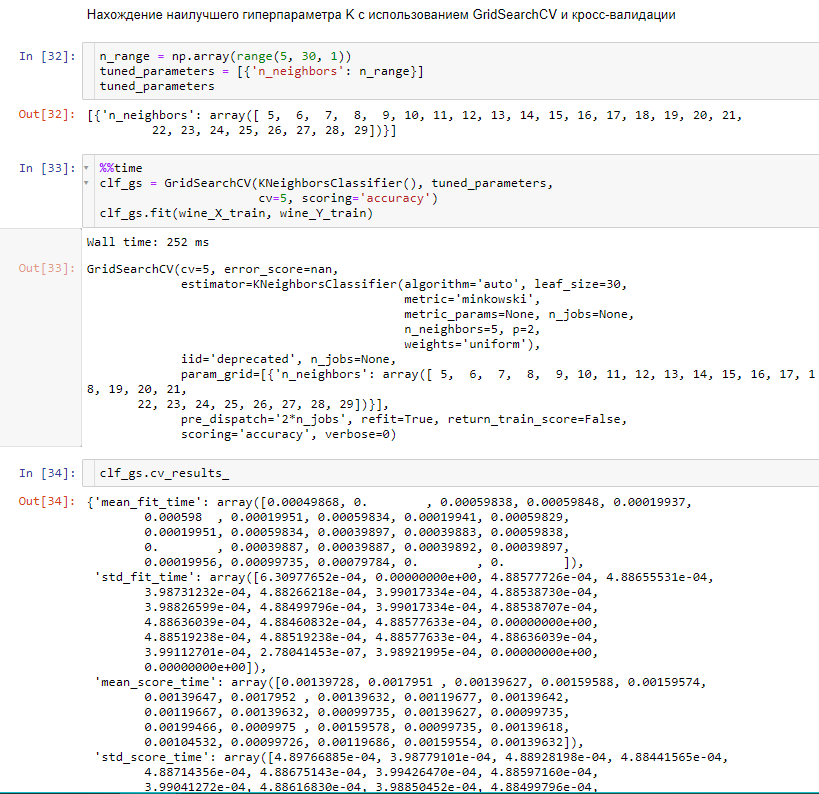 Нахождение наилучшего гиперпараметра K с использованием GridSearchCV и кросс-валидации
In [32]: n_range = np.array(range(5, 30, 1))
tuned_parameters = [{'n_neighbors': n_range}]
tuned_parameters
Out[32]: [{'n_neighbors': array([ 5,  6,  7,  8,  9, 10, 11, 12, 13, 14, 15, 16, 17, 18, 19, 20, 21,
22, 23, 24, 25, 26, 27, 28, 29])}]
In [33]: %%time
clf_gs = GridSearchCV(KNeighborsClassifier(), tuned_parameters,
cv=5, scoring='accuracy')
clf_gs.fit(wine_X_train, wine_Y_train)
Wall time: 252 ms
Out[33]: GridSearchCV(cv=5, error_score=nan,
estimator=KNeighborsClassifier(algorithm='auto', leaf_size=30,
metric='minkowski',
metric_params=None, n_jobs=None,
n_neighbors=5, p=2,
weights='uniform'),
iid='deprecated', n_jobs=None,
param_grid=[{'n_neighbors': array([ 5,  6,  7,  8,  9, 10, 11, 12, 13, 14, 15, 16, 17, 1
8, 19, 20, 21,
22, 23, 24, 25, 26, 27, 28, 29])}],
pre_dispatch='2*n_jobs', refit=True, return_train_score=False,
scoring='accuracy', verbose=0)
In [34]: clf_gs.cv_results_
Out[34]: {'mean_fit_time': array([0.00049868, 0.        , 0.00059838, 0.00059848, 0.00019937,
0.000598  , 0.00019951, 0.00059834, 0.00019941, 0.00059829,
0.00019951, 0.00059834, 0.00039897, 0.00039883, 0.00059838,
0.        , 0.00039887, 0.00039887, 0.00039892, 0.00039897,
0.00019956, 0.00099735, 0.00079784, 0.        , 0.        ]),
'std_fit_time': array([6.30977652e-04, 0.00000000e+00, 4.88577726e-04, 4.88655531e-04,
3.98731232e-04, 4.88266218e-04, 3.99017334e-04, 4.88538730e-04,
3.98826599e-04, 4.88499796e-04, 3.99017334e-04, 4.88538707e-04,
4.88636039e-04, 4.88460832e-04, 4.88577633e-04, 0.00000000e+00,
4.88519238e-04, 4.88519238e-04, 4.88577633e-04, 4.88636039e-04,
3.99112701e-04, 2.78041453e-07, 3.98921995e-04, 0.00000000e+00,
0.00000000e+00]),
'mean_score_time': array([0.00139728, 0.0017951 , 0.00139627, 0.00159588, 0.00159574,
0.00139647, 0.0017952 , 0.00139632, 0.00119677, 0.00139642,
0.00119667, 0.00139632, 0.00099735, 0.00139627, 0.00099735,
0.00199466, 0.0009975 , 0.00159578, 0.00099735, 0.00139618,
0.00104532, 0.00099726, 0.00119686, 0.00159554, 0.00139632]),
'std_score_time': array([4.89766885e-04, 3.98779101e-04, 4.88928198e-04, 4.88441565e-04,
4.88714356e-04, 4.88675143e-04, 3.99426470e-04, 4.88597160e-04,
3.99041272e-04, 4.88616830e-04, 3.98850452e-04, 4.88499796e-04,